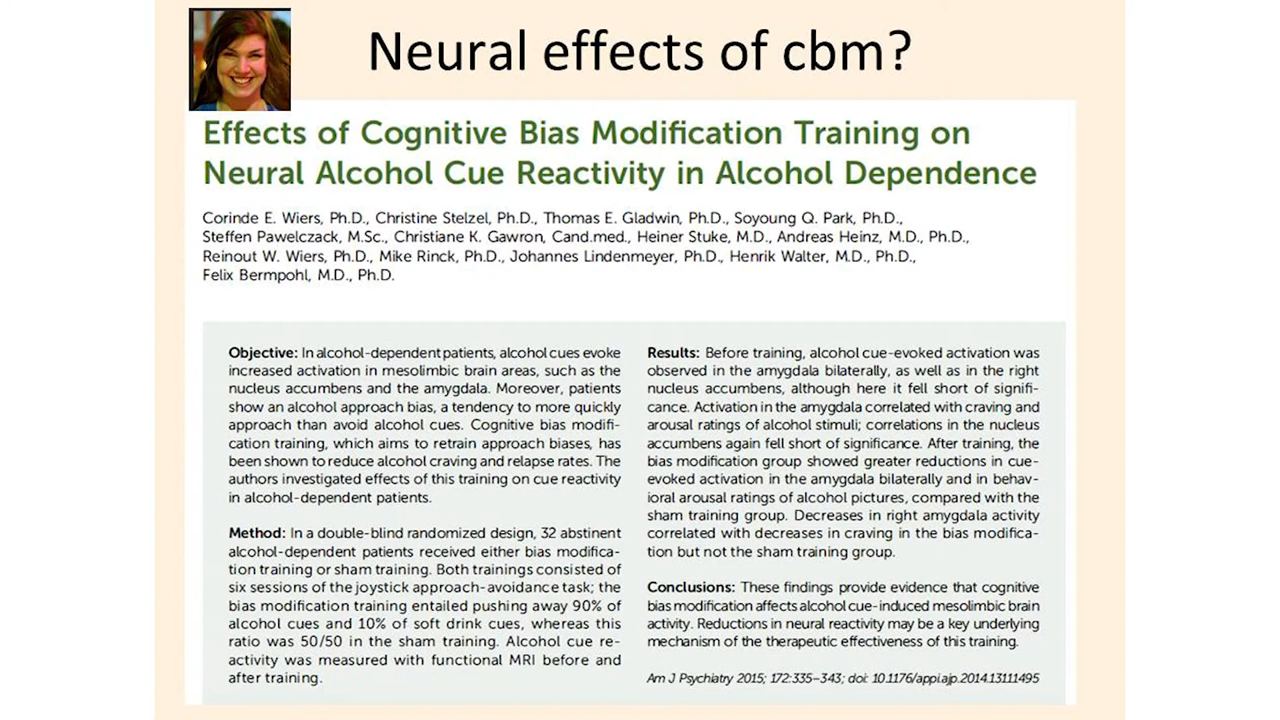 Neural effects of cbm?
Effects of Cognitive Bias Modification Training on
Neural Alcohol Cue Reactivity in Alcohol Dependence
Corinde E. Wiers, Ph.D., Christine Stelzel, Ph.D., Thomas E. Gladwin, Ph.D., Soyoung Q. Park, Ph.D.,
Steffen Pawelczack, M.Sc., Christiane K. Gawron, Cand.med., Heiner Stuke, M.D., Andreas Heinz, M.D., Ph.D.,
Reinout W. Wiers, Ph.D., Mike Rinck, Ph.D., Johannes Lindenmeyer, Ph.D., Henrik Walter, M.D., Ph.D.,
Felix Bermpohl, M.D., Ph.D.
Objective: In alcohol-dependent patients, alcohol cues evoke
increased activation in mesolimbic brain areas, such as the
nucleus accumbens and the amygdala. Moreover, patients
show an alcohol approach bias, a tendency to more quickly
approach than avoid alcohol cues. Cognitive bias modifi-
cation training, which aims to retrain approach biases, has
been shown to reduce alcohol craving and relapse rates. The
authors investigated effects of this training on cue reactivity
in alcohol-dependent patients.
Method: In a double-blind randomized design, 32 abstinent
alcohol-dependent patients received either bias modifica-
tion training or sham training. Both trainings consisted of
six sessions of the joystick approach-avoidance task; the
bias modification training entailed pushing away 90% of
alcohol cues and 10% of soft drink cues, whereas this
ratio was 50/50 in the sham training. Alcohol cue re-
activity was measured with functional MRI before and
after training.
Results: Before training, alcohol cue-evoked activation was
observed in the amygdala bilaterally, as well as in the right
nucleus accumbens, although here it fell short of signifi-
cance. Activation in the amygdala correlated with craving and
arousal ratings of alcohol stimuli; correlations in the nucleus
accumbens again fell short of significance. After training, the
bias modification group showed greater reductions in cue-
evoked activation in the amygdala bilaterally and in behav-
ioral arousal ratings of alcohol pictures, compared with the
sham training group. Decreases in right amygdala activity
correlated with decreases in craving in the bias modifica-
tion but not the sham training group.
Conclusions: These findings provide evidence that cognitive
bias modification affects alcohol cue-induced mesolimbic brain
activity. Reductions in neural reactivity may be a key underlying
mechanism of the therapeutic effectiveness of this training.
Am J Psychiatry 2015; 172:335–343; doi: 10.1176/appi.ajp.2014.13111495